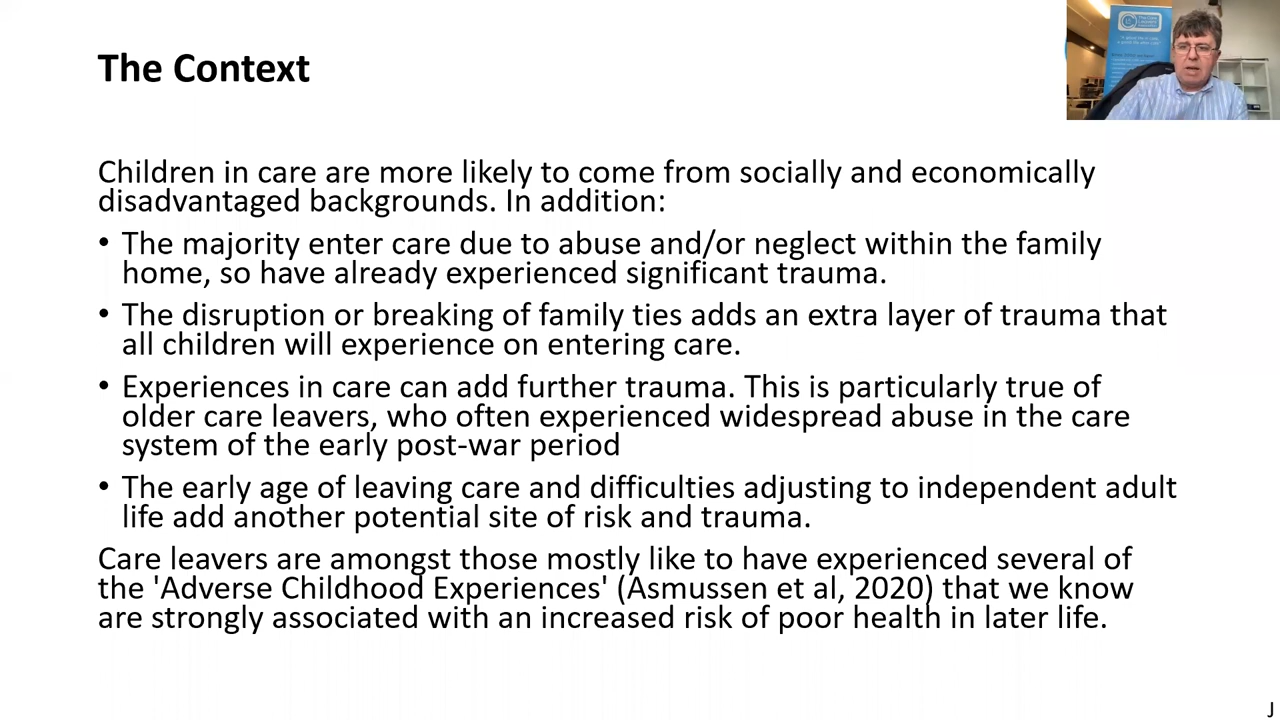 The Context
Children in care are more likely to come from socially and economically
disadvantaged backgrounds. In addition:
• The majority enter care due to abuse and/or neglect within the family
home, so have already experienced significant trauma.
• The disruption or breaking of family ties adds an extra layer of trauma that
all children will experience on entering care.
• Experiences in care can add further trauma. This is particularly true of
older care leavers, who often experienced widespread abuse in the care
system of the early post-war period
• The early age of leaving care and difficulties adjusting to independent adult
life add another potential site of risk and trauma.
Care leavers are amongst those mostly like to have experienced several of
the 'Adverse Childhood Experiences' (Asmussen et al, 2020) that we know
are strongly associated with an increased risk of poor health in later life.
J